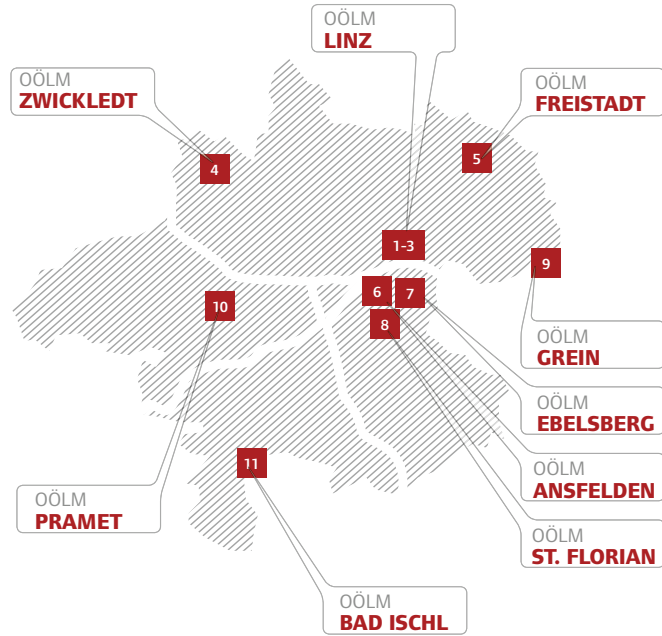 OÖLM
LINZ
OÖLM
ZWICKLEDT
OÖLM
FREISTADT
4
5
1-3
9
6
7
10
8
OÖLM
GREIN
OÖLM
EBELSBERG
11
OÖLM
ANSFELDEN
OÖLM
PRAMET
OÖLM
ST. FLORIAN
OÖLM
BAD ISCHL